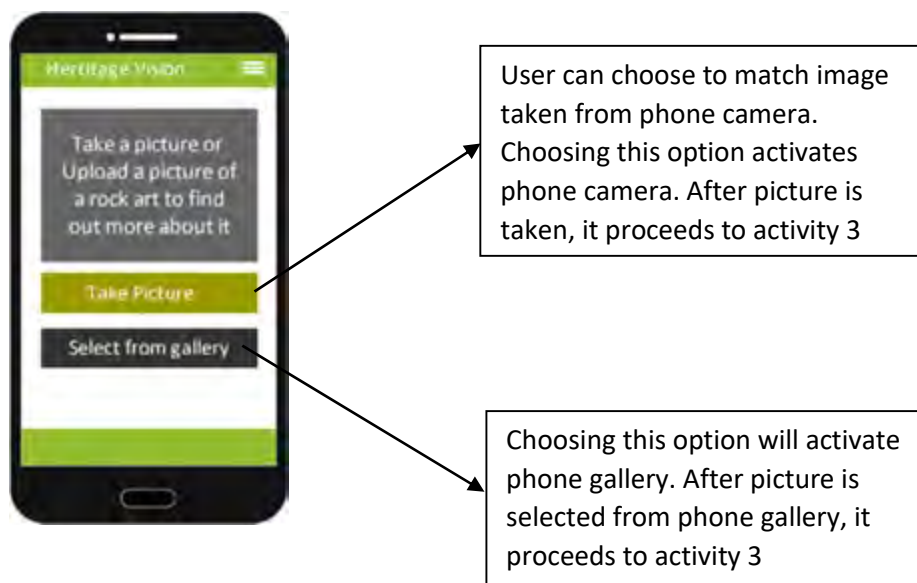 Hertitage Vision
Take a picture or
Upload a picture of
a rock art to find
out more about it
Take Picture
Select from gallery
User can choose to match image
taken from phone camera.
Choosing this option activates
phone camera. After picture is
taken, it proceeds to activity 3
Choosing this option will activate
phone gallery. After picture is
selected from phone gallery, it
proceeds to activity 3